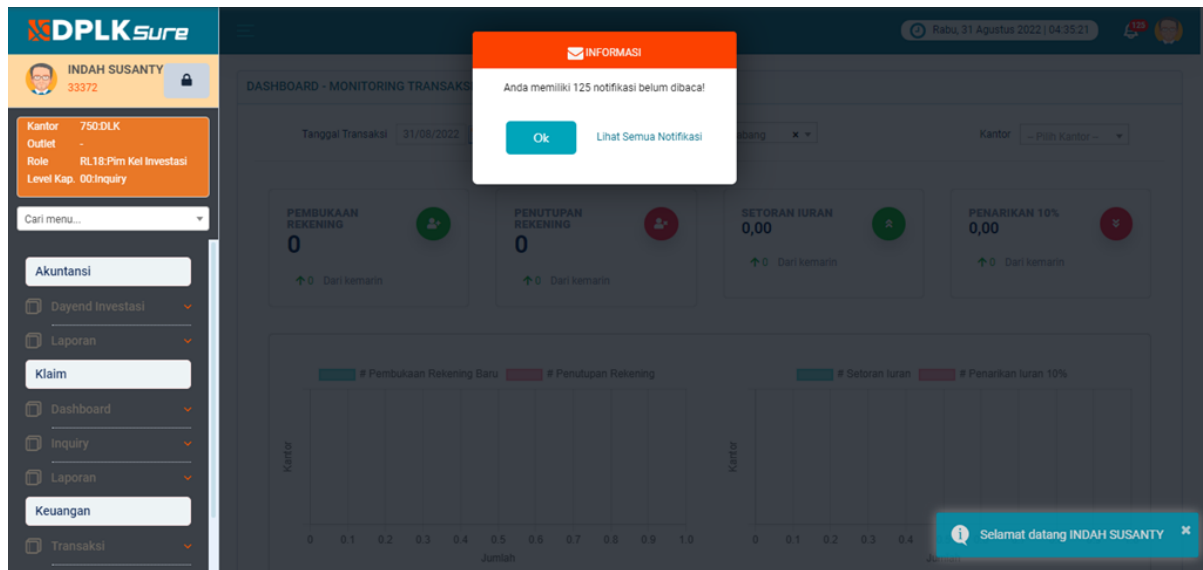 DPLKSure
Rabu, 31 Agustus 2022 | 04:35:21
125
INDAH SUSANTY
33372
Kantor 750:DLK
Outlet -
Role RL18:Pim Kel Investasi
Level Kap. 00:Inquiry
Cari menu...
Akuntansi
Dayend Investasi
Laporan
Klaim
Dashboard
Inquiry
Laporan
Keuangan
Transaksi
INFORMASI
Anda memiliki 125 notifikasi belum dibaca!
Ok Lihat Semua Notifikasi
DASHBOARD - MONITORING TRANSAKS
Tanggal Transaksi 31/08/2022 abang × Kantor -- Pilih Kantor --
PEMBUKAAN
REKENING
0
0 Dari kemarin
PENUTUPAN
REKENING
0
0 Dari kemarin
SETORAN IURAN
0,00
0 Dari kemarin
PENARIKAN 10%
0,00
0 Dari kemarin
# Pembukaan Rekening Baru # Penutupan Rekening
Kantor
0 0.1 0.2 0.3 0.4 0.5 0.6 0.7 0.8 0.9 1.0
Jumlah
# Setoran Iuran # Penarikan Iuran 10%
Kantor
0 0.1 0.2 0.3 0.4
Selamat datang INDAH SUSANTY ×